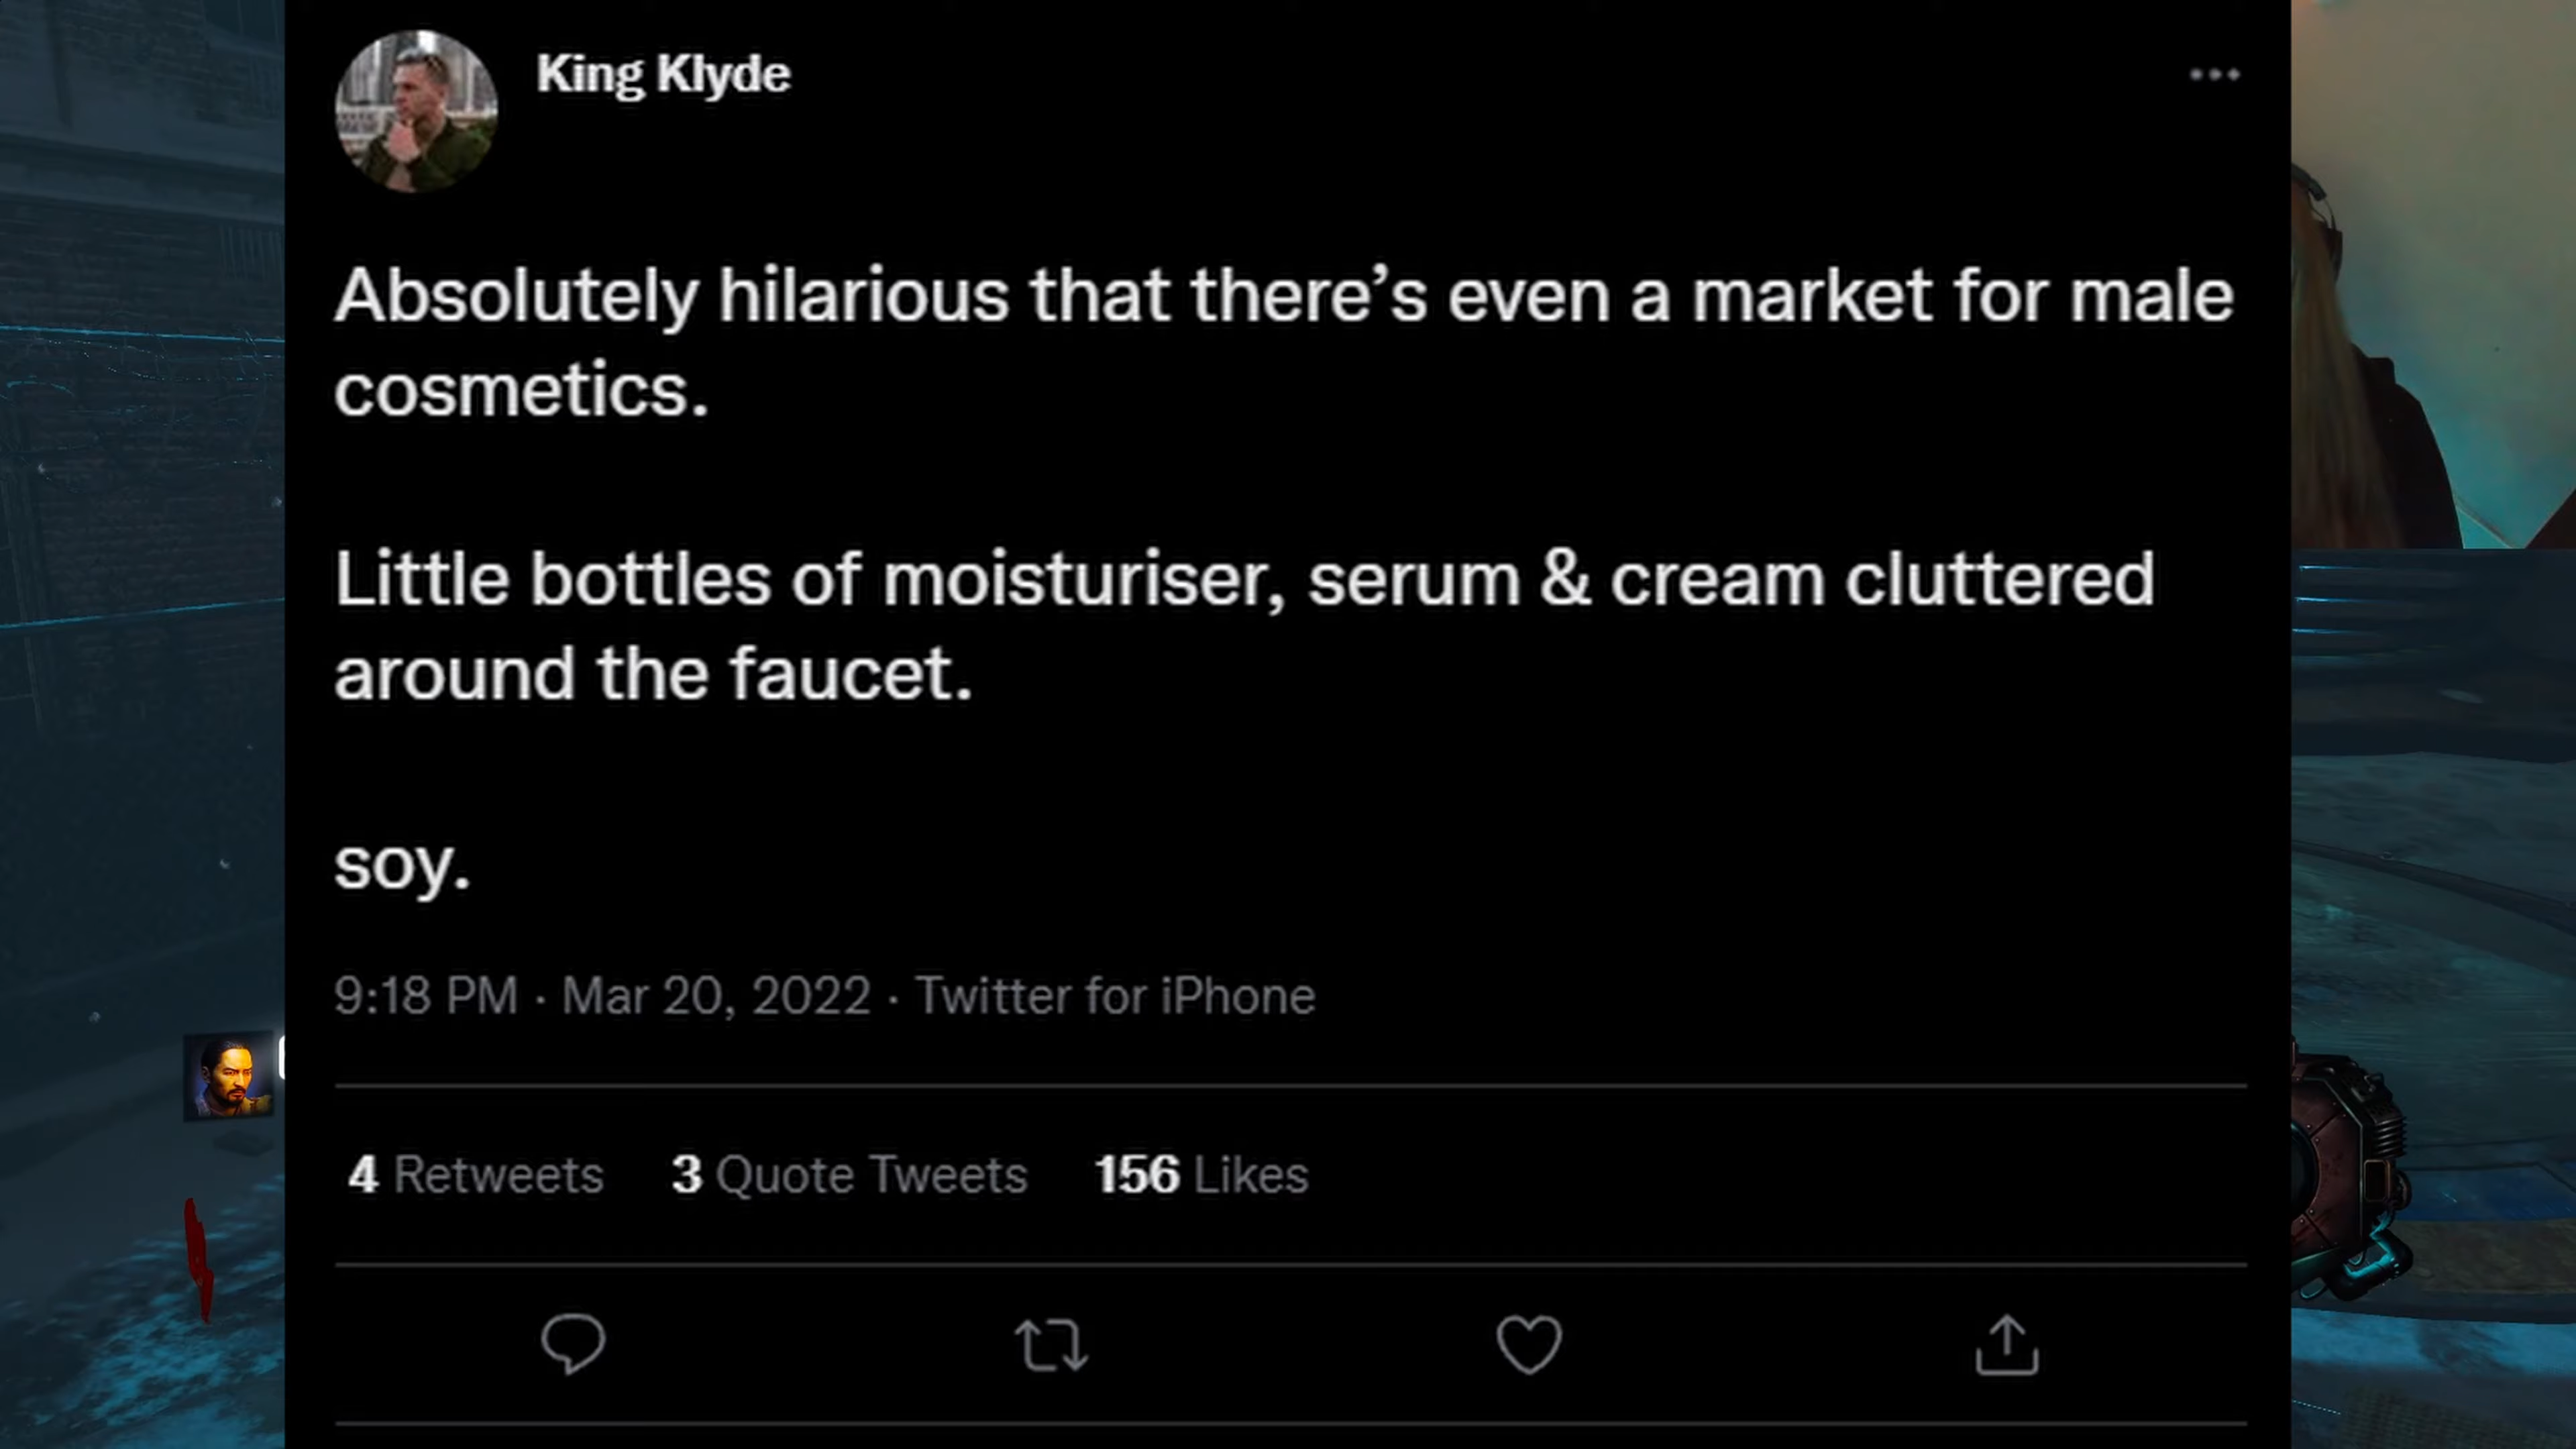 King Klyde
Absolutely hilarious that there’s even a market for male
cosmetics.
Little bottles of moisturiser, serum & cream cluttered
around the faucet.
soy.
9:18 PM · Mar 20, 2022 · Twitter for iPhone
4 Retweets 3 Quote Tweets 156 Likes